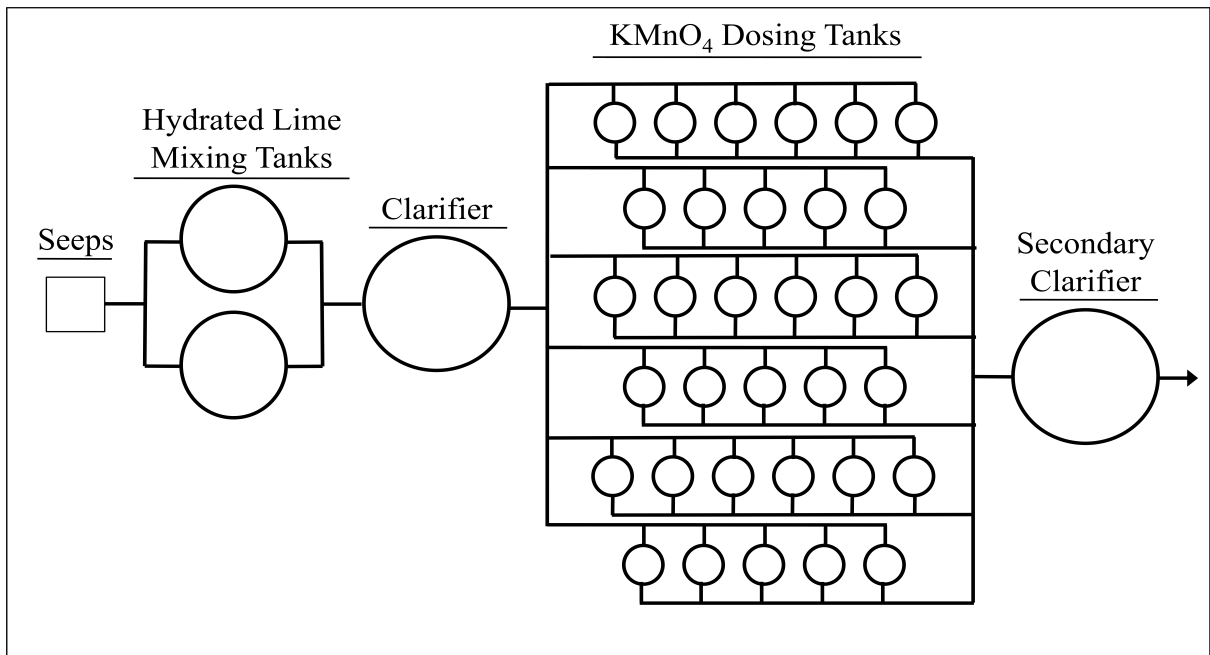 KMnO₄ Dosing Tanks
Hydrated Lime
Mixing Tanks
Clarifier
Seeps
Secondary
Clarifier